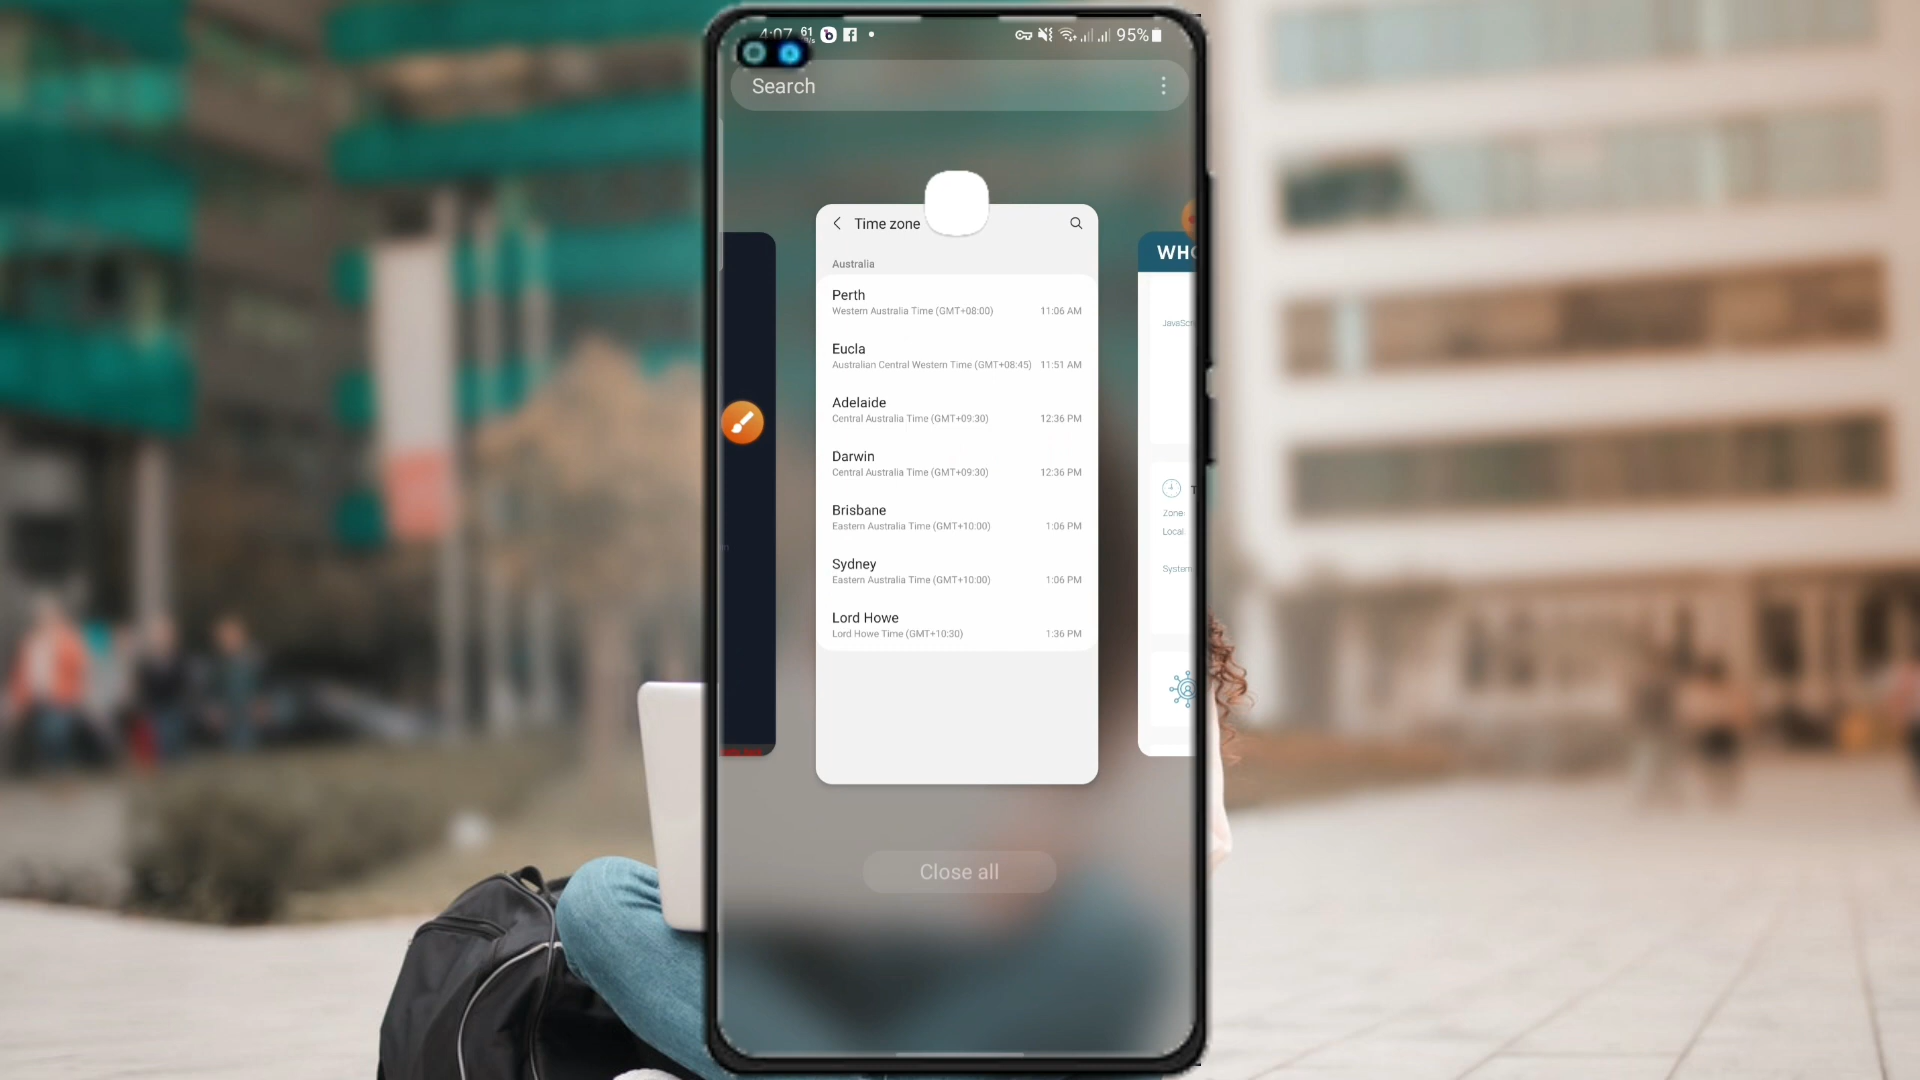 4:07 61 95%
Search
Time zone
WHO
Australia
Perth
Western Australia Time (GMT+08:00) 11:06 AM
JavaScr
Eucla
Australian Central Western Time (GMT+08:45) 11:51 AM
Adelaide
Central Australia Time (GMT+09:30) 12:36 PM
Darwin
Central Australia Time (GMT+09:30) 12:36 PM
Brisbane
Eastern Australia Time (GMT+10:00) 1:06 PM
Zone:
Local
Sydney
Eastern Australia Time (GMT+10:00) 1:06 PM
System
Lord Howe
Lord Howe Time (GMT+10:30) 1:36 PM
Close all